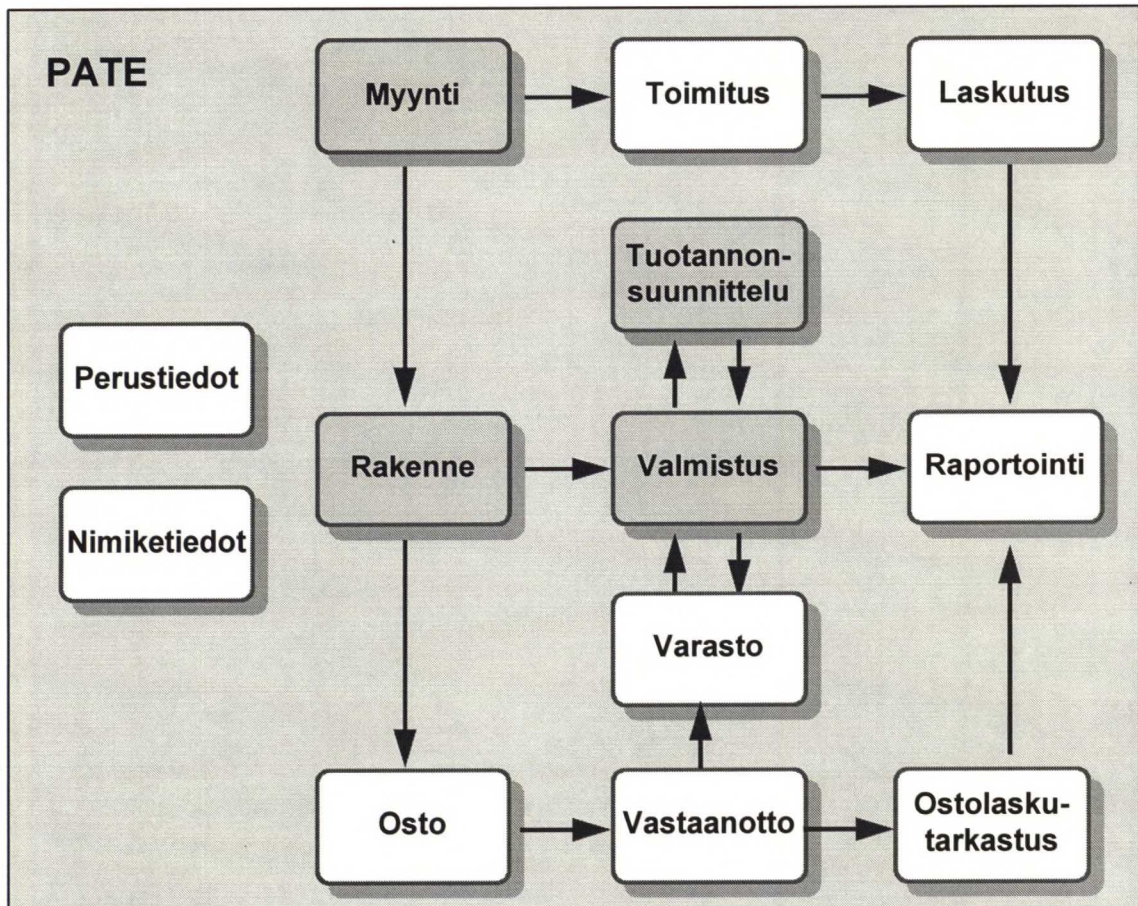 PATE
Myynti
Toimitus
Laskutus
Tuotannon-
suunnittelu
Perustiedot
Rakenne
Valmistus
Raportointi
Nimiketiedot
Varasto
Osto
Vastaanotto
Ostolasku-
tarkastus